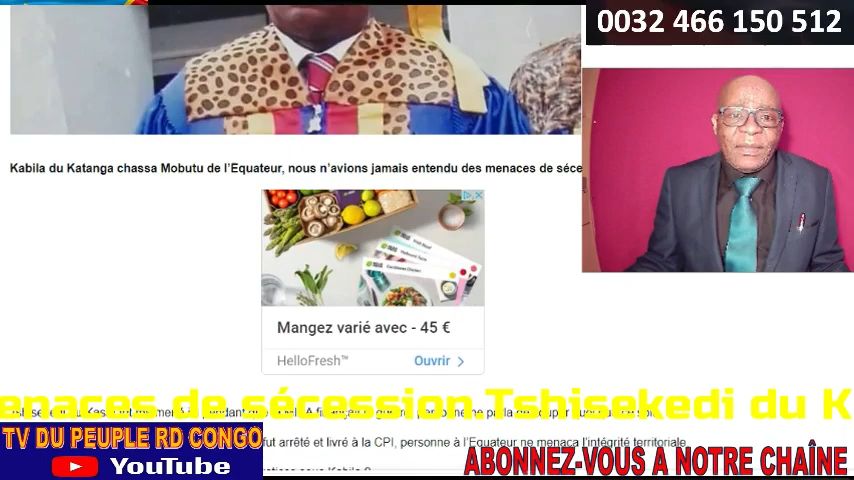 0032 466 150 512
Kabila du Katanga chassa Mobutu de l'Equateur, nous n'avions jamais entendu des menaces de séce
Mangez varié avec - 45 €
HelloFresh™
Ouvrir
enaces de sécession.Tshisekedi du K
fut arrêté et livré à la CPI, personne à l'Equateur ne menaça l'intégrité territoriale
TV DU PEUPLE RD CONGO
YouTube
ABONNEZ-VOUS A NOTRE CHAÎNE